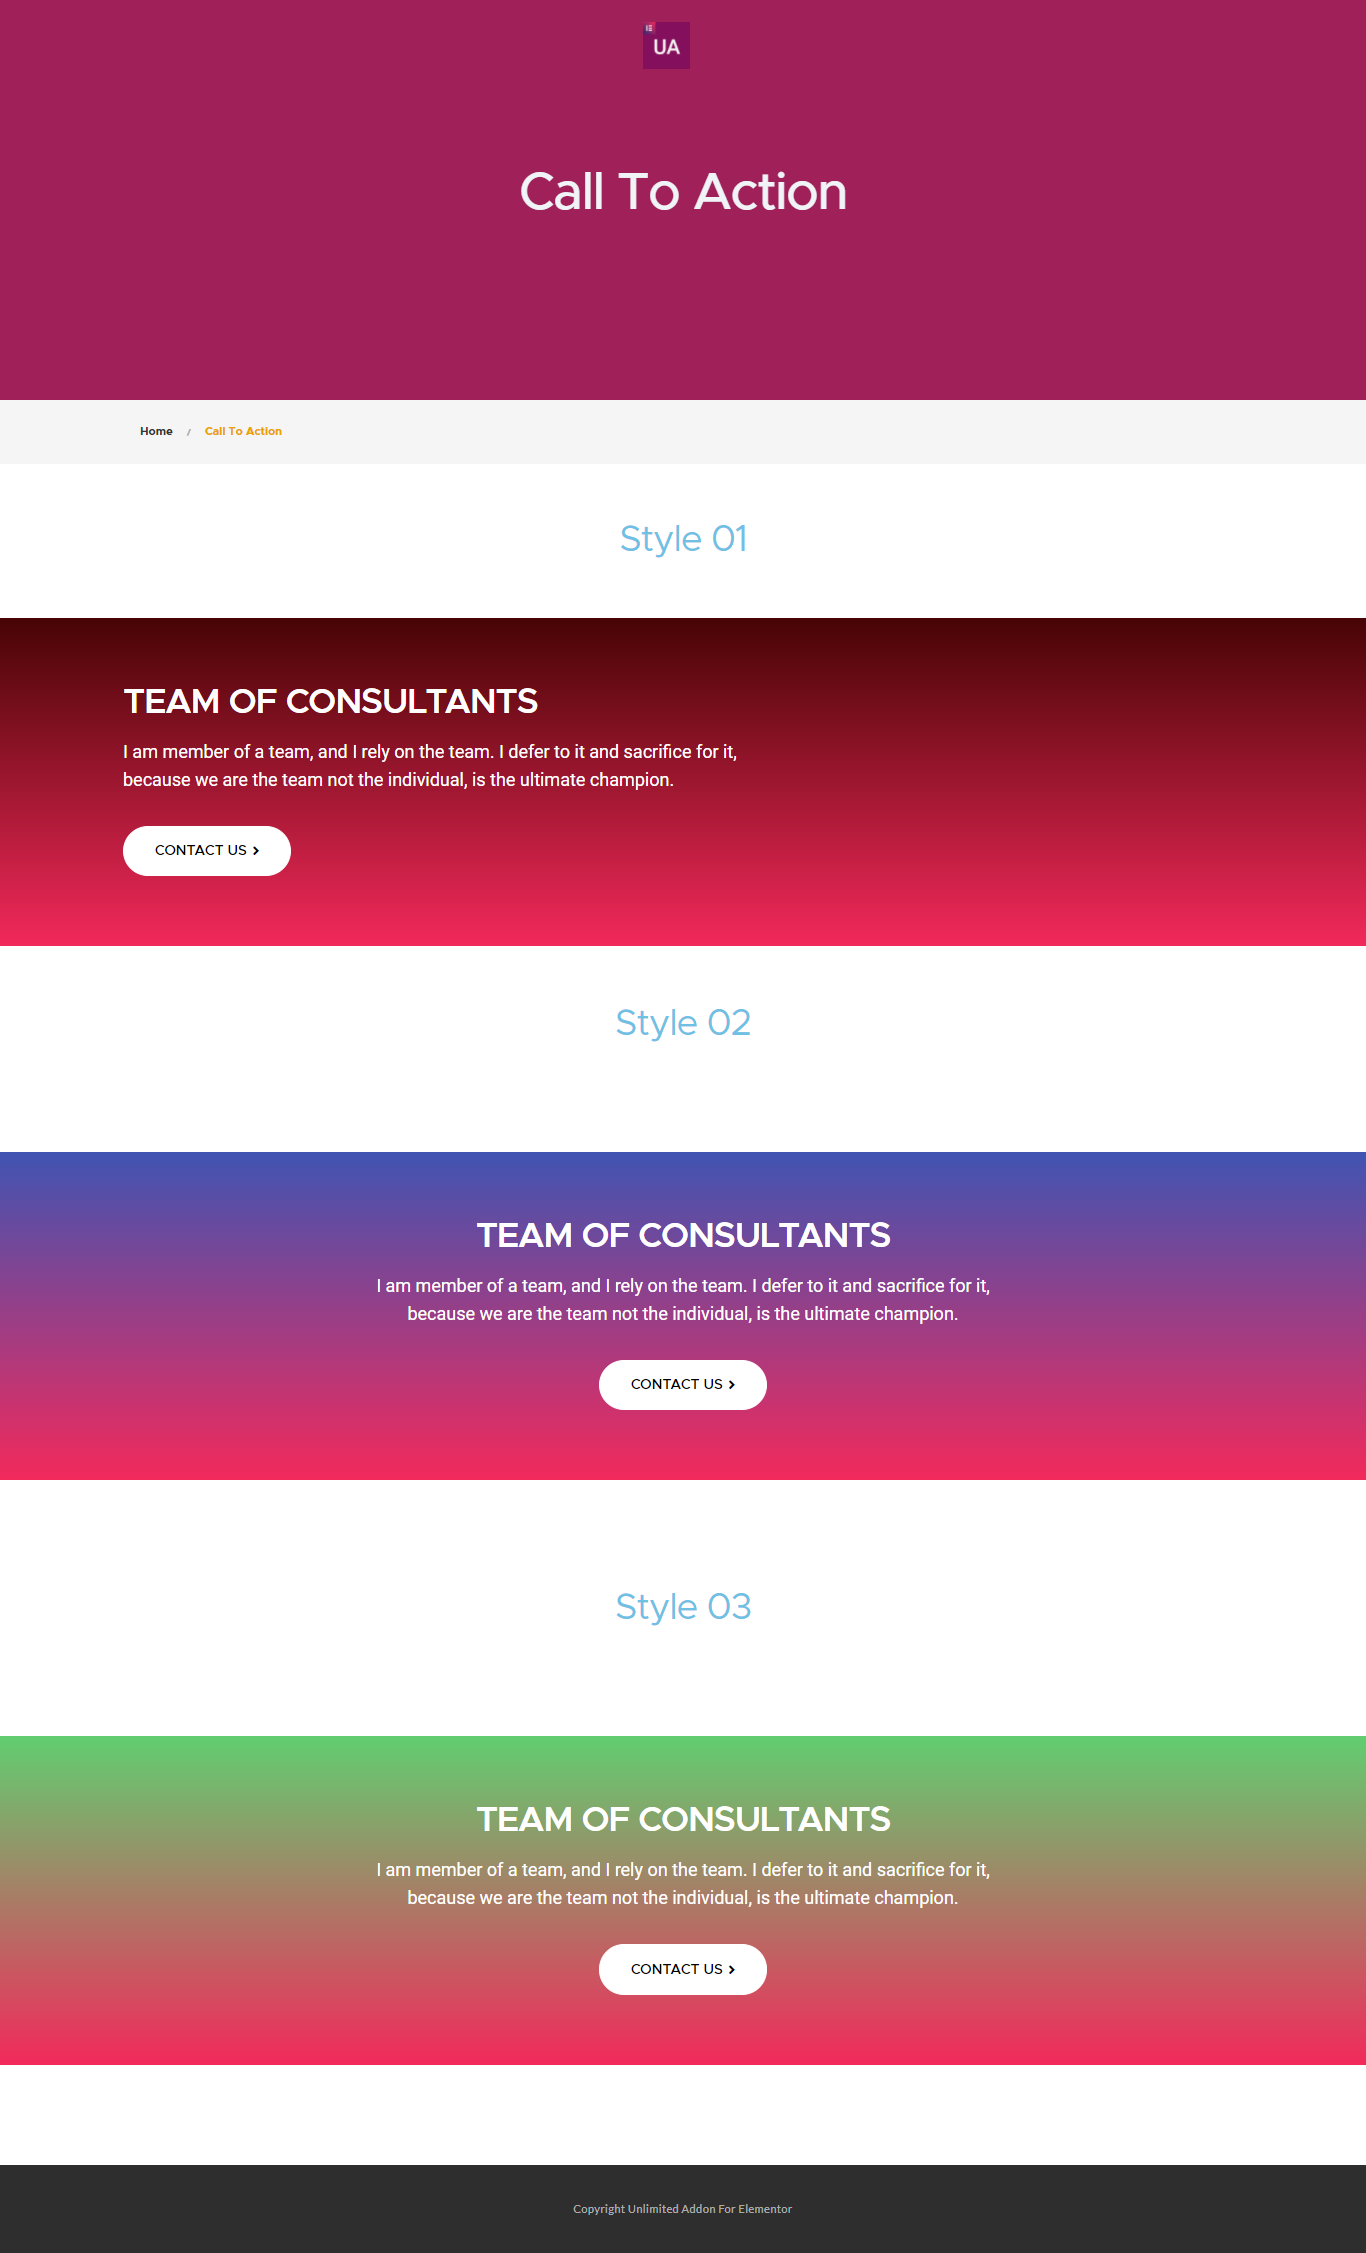 UA
Call To Action
Home / Call To Action
Style 01
TEAM OF CONSULTANTS
I am member of a team, and I rely on the team. I defer to it and sacrifice for it,
because we are the team not the individual, is the ultimate champion.
CONTACT US
Style 02
TEAM OF CONSULTANTS
I am member of a team, and I rely on the team. I defer to it and sacrifice for it,
because we are the team not the individual, is the ultimate champion.
CONTACT US
Style 03
TEAM OF CONSULTANTS
I am member of a team, and I rely on the team. I defer to it and sacrifice for it,
because we are the team not the individual, is the ultimate champion.
CONTACT US
Copyright Unlimited Addon For Elementor